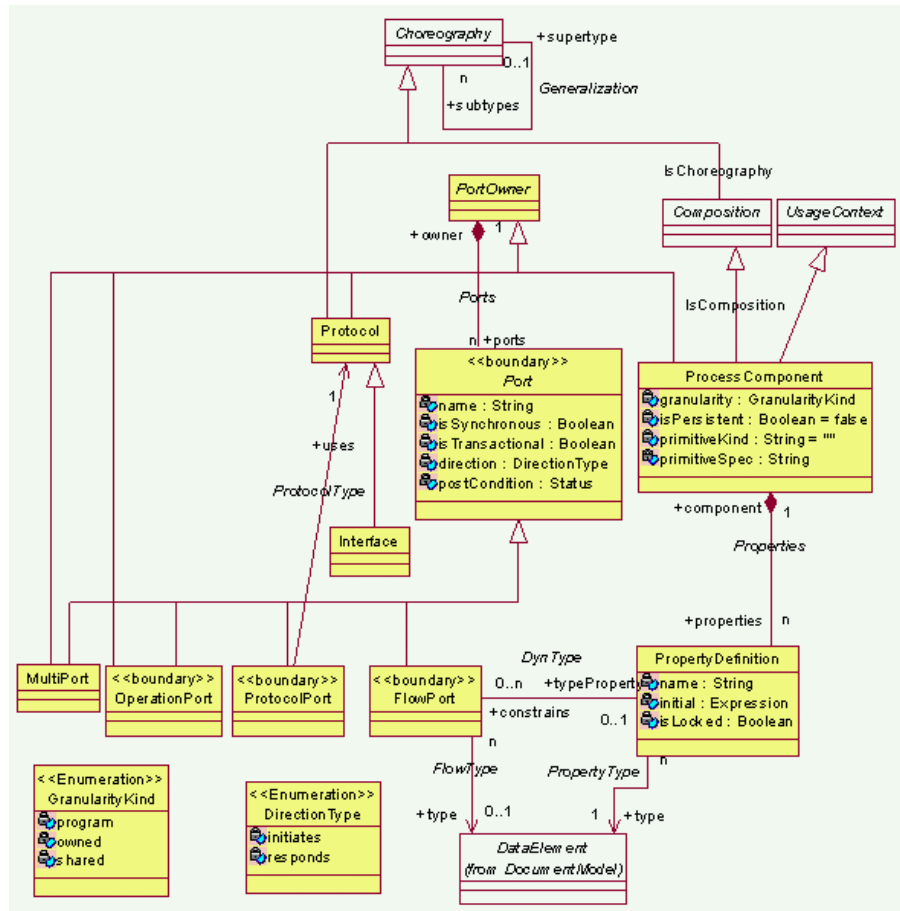 Choreography
+supertype
0..1
n
Generalization
+subtypes
IsChoreography
PortOwner
Composition
UsageContext
1
+owner
Ports
IsComposition
Protocol
n +ports
<<boundary>>
Port
name : String
isSynchronous : Boolean
isTransactional : Boolean
direction : DirectionType
postCondition : Status
ProcessComponent
granularity : GranularityKind
isPersistent : Boolean = false
primitiveKind : String = ""
primitiveSpec : String
1
+uses
ProtocolType
+component
1
Interface
Properties
+properties
n
MultiPort
<<boundary>>
OperationPort
<<boundary>>
ProtocolPort
<<boundary>>
FlowPort
DynType
0..n
+typeProperty
+constrains
0..1
PropertyDefinition
name : String
initial : Expression
isLocked : Boolean
n
n
FlowType
PropertyType
<<Enumeration>>
GranularityKind
program
owned
shared
<<Enumeration>>
DirectionType
initiates
responds
+type
0..1
1
+type
DataElement
(from DocumentModel)